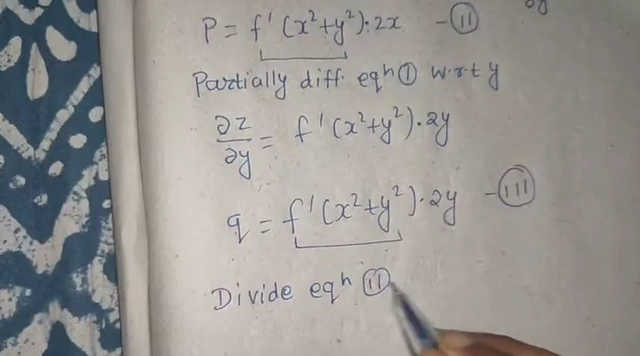 P = f'(x²+y²)·2x - (II)
Partially diff. eqⁿ (I) w.r.t y
∂z/∂y = f'(x²+y²)·2y
q = f'(x²+y²)·2y - (III)
Divide eqⁿ (II)